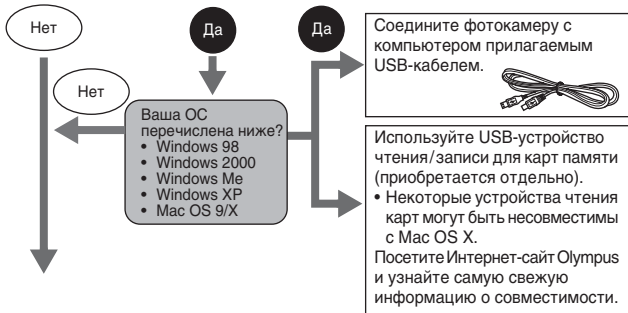 Нет
Да
Да
Соедините фотокамеру с
компьютером прилагаемым
USB-кабелем.
Нет
Ваша ОС
перечислена ниже?
• Windows 98
• Windows 2000
• Windows Me
• Windows XP
• Mac OS 9/X
Используйте USB-устройство
чтения/записи для карт памяти
(приобретается отдельно).
• Некоторые устройства чтения
карт могут быть несовместимы
с Mac OS X.
Посетите Интернет-сайт Olympus
и узнайте самую свежую
информацию о совместимости.